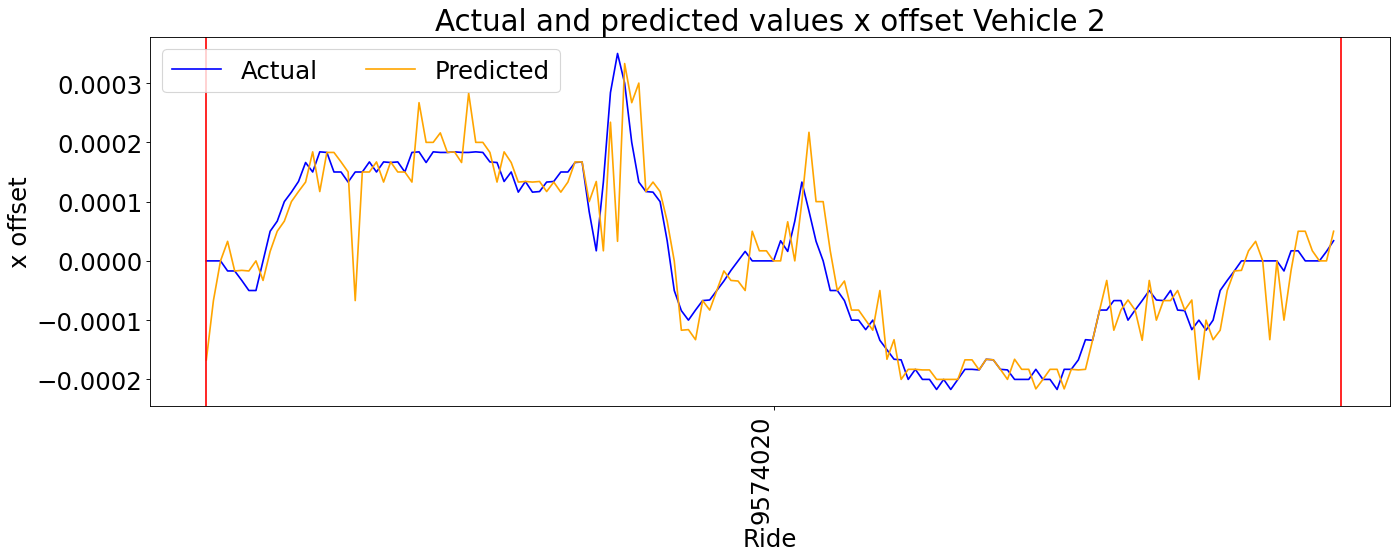 Actual and predicted values x offset Vehicle 2
Actual Predicted
0.0003
0.0002
0.0001
0.0000
−0.0001
−0.0002
x offset
9574020
Ride